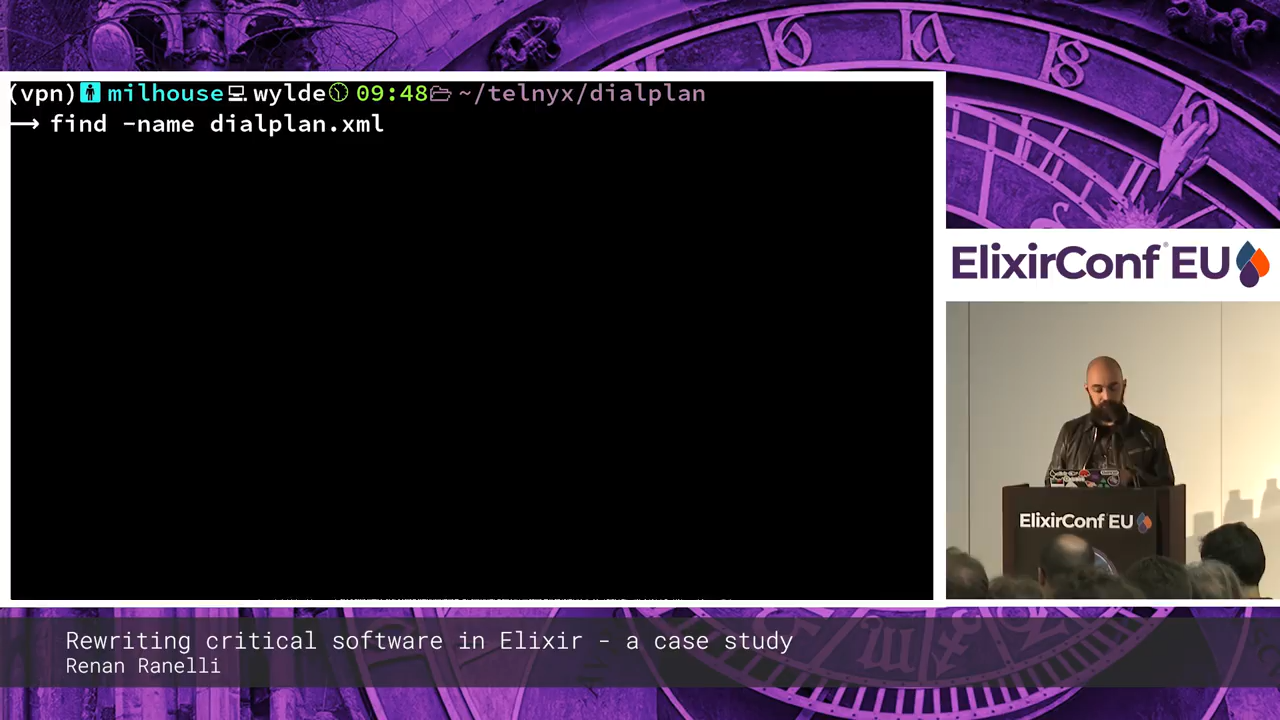 (vpn) milhouse wylde 09:48 ~/telnyx/dialplan
→ find -name dialplan.xml
ElixirConf® EU
ElixirConf EU
Rewriting critical software in Elixir - a case study
Renan Ranelli